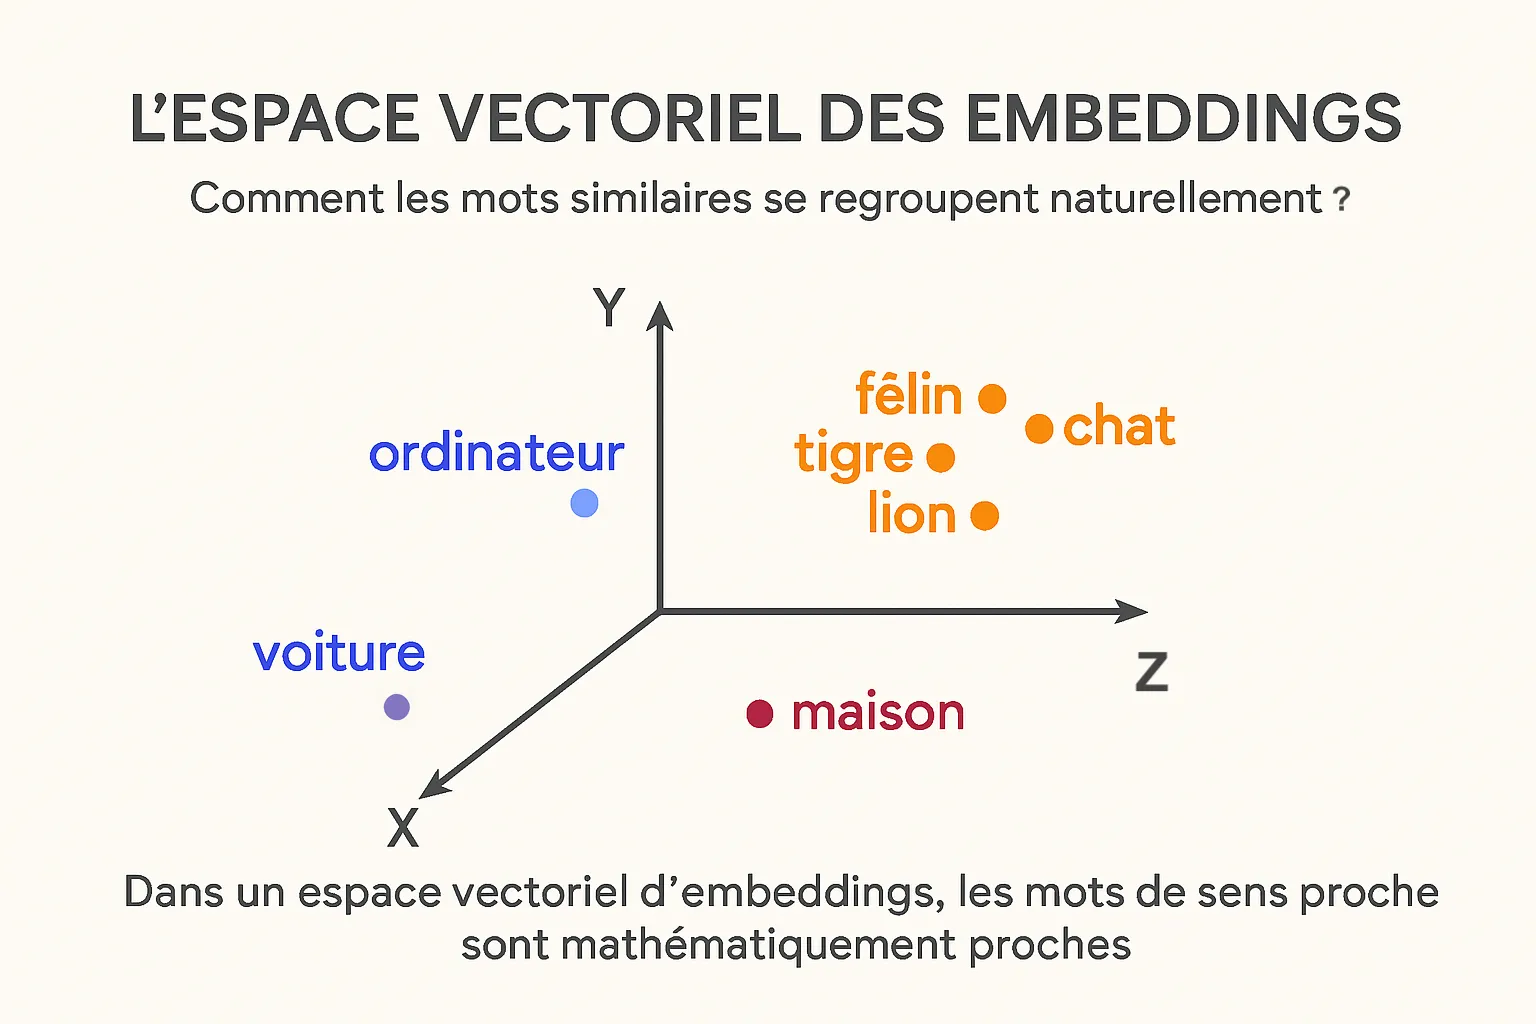 L'ESPACE VECTORIEL DES EMBEDDINGS
Comment les mots similaires se regroupent naturellement ?
Y
fêlin
chat
ordinateur
tigre
lion
voiture
Z
maison
X
Dans un espace vectoriel d'embeddings, les mots de sens proche
sont mathématiquement proches